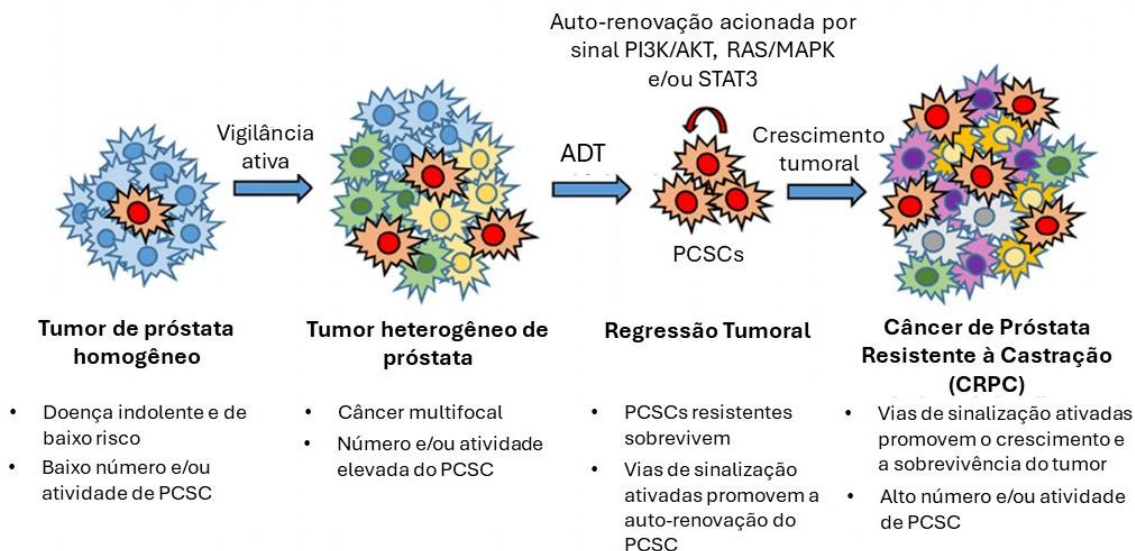 Auto-renovação acionada por
sinal PI3K/AKT, RAS/MAPK
e/ou STAT3
Vigilância
ativa
ADT
Crescimento
tumoral
PCSCs
Tumor de próstata
homogêneo
• Doença indolente e de
baixo risco
• Baixo número e/ou
atividade de PCSC
Tumor heterogêneo de
próstata
• Câncer multifocal
• Número e/ou atividade
elevada do PCSC
Regressão Tumoral
• PCSCs resistentes
sobrevivem
• Vias de sinalização
ativadas promovem a
auto-renovação do
PCSC
Câncer de Próstata
Resistente à Castração
(CRPC)
• Vias de sinalização ativadas
promovem o crescimento e
a sobrevivência do tumor
• Alto número e/ou atividade
de PCSC